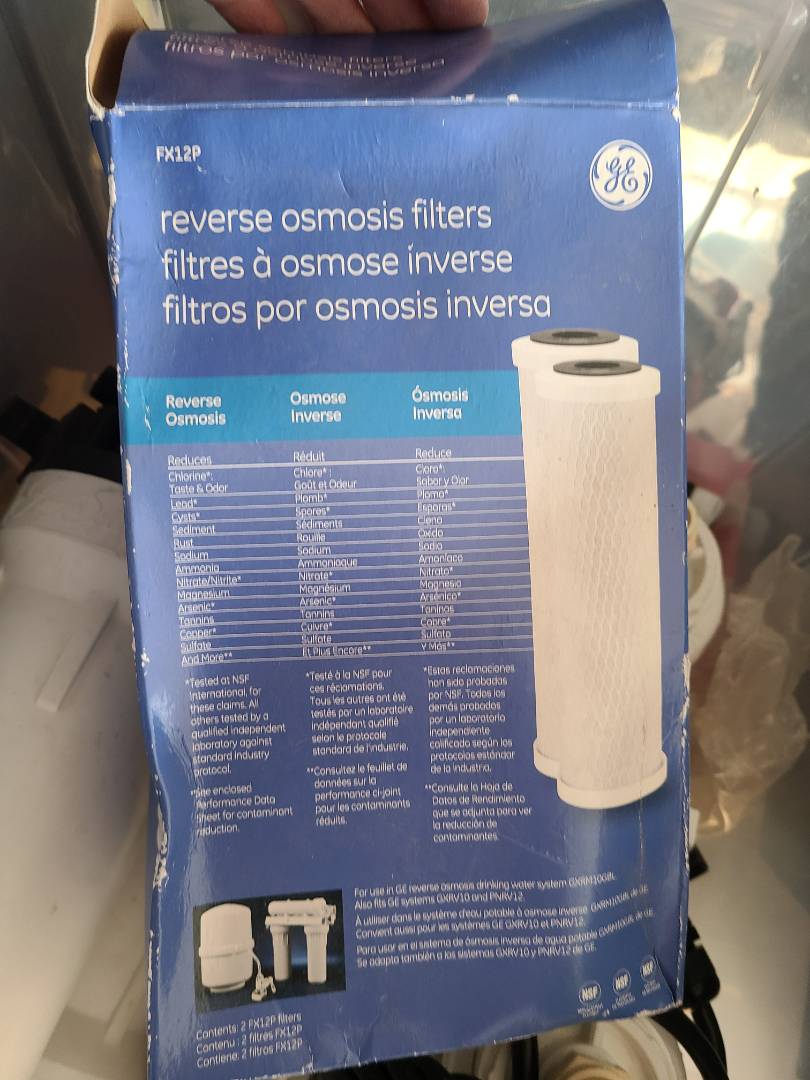 filtros por osmosis inversa
FX12P
GE
reverse osmosis filters
filtres à osmose inverse
filtros por osmosis inversa
Reverse
Osmosis
Osmose
Inverse
Ósmosis
Inversa
Reduces
Chlorine*:
Taste & Odor
Lead*
Cysts*
Sediment
Rust
Sodium
Ammonia
Nitrate/Nitrite*
Magnesium
Arsenic*
Tannins
Copper*
Sulfate
And More**
Réduit
Chlore*:
Goût et Odeur
Plomb*
Spores*
Sédiments
Rouille
Sodium
Ammoniaque
Nitrate*
Magnésium
Arsenic*
Tannins
Cuivre*
Sulfate
Et Plus Encore**
Reduce
Cloro*:
Sabor y Olor
Plomo*
Esporas*
Cieno
Oxido
Sodio
Amoníaco
Nitrato*
Magnesio
Arsénico*
Taninos
Cobre*
Sulfato
Y Más**
*Tested at NSF
International, for
these claims. All
others tested by a
qualified independent
laboratory against
standard industry
protocol.
**See enclosed
Performance Data
Sheet for contaminant
reduction.
*Testé à la NSF pour
ces réclamations.
Tous les autres ont été
testés par un laboratoire
indépendant qualifié
selon le protocole
standard de l'industrie.
**Consultez le feuillet de
données sur la
performance ci-joint
pour les contaminants
réduits.
*Estas reclamaciones
han sido probadas
por NSF. Todos los
demás probados
por un laboratorio
independiente
calificado según los
protocolos estándar
de la industria.
**Consulte la Hoja de
Datos de Rendimiento
que se adjunta para ver
la reducción de
contaminantes.
For use in GE reverse osmosis drinking water system GXRM10GBL.
Also fits GE systems GXRV10 and PNRV12.
À utiliser dans le système d'eau potable à osmose inverse GXRM10GBL de GE.
Convient aussi pour les systèmes GE GXRV10 et PNRV12.
Para usar en el sistema de ósmosis inversa de agua potable GXRM10GBL de GE.
Se adapta también a los sistemas GXRV10 y PNRV12 de GE.
Contents: 2 FX12P filters
Contenu : 2 filtres FX12P
Contiene: 2 filtros FX12P
NSF
NSF
NSF